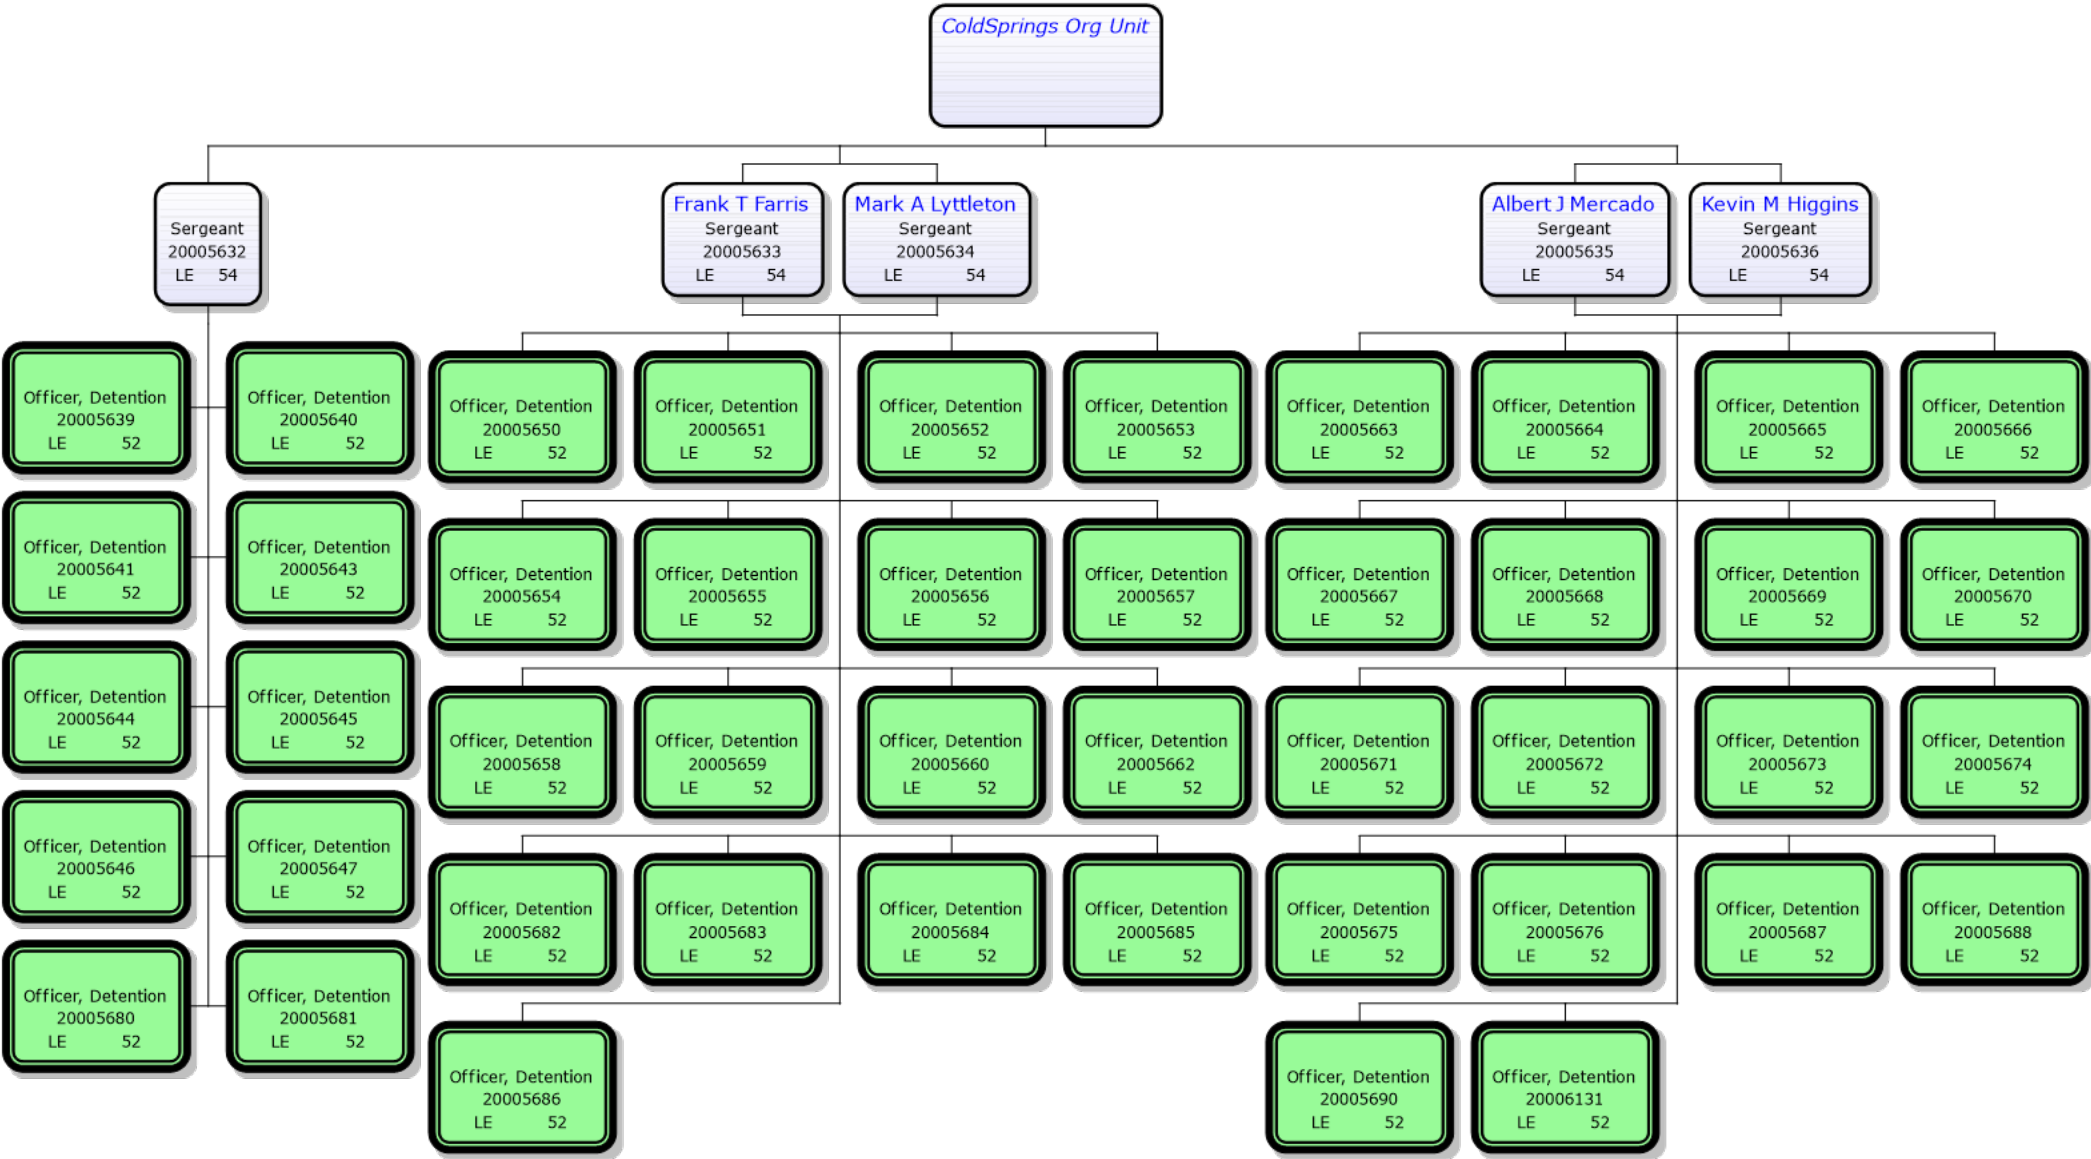 ColdSprings Org Unit
Sergeant
20005632
LE 54
Frank T Farris
Sergeant
20005633
LE 54
Mark A Lyttleton
Sergeant
20005634
LE 54
Albert J Mercado
Sergeant
20005635
LE 54
Kevin M Higgins
Sergeant
20005636
LE 54
Officer, Detention
20005639
LE 52
Officer, Detention
20005640
LE 52
Officer, Detention
20005641
LE 52
Officer, Detention
20005643
LE 52
Officer, Detention
20005644
LE 52
Officer, Detention
20005645
LE 52
Officer, Detention
20005646
LE 52
Officer, Detention
20005647
LE 52
Officer, Detention
20005680
LE 52
Officer, Detention
20005681
LE 52
Officer, Detention
20005650
LE 52
Officer, Detention
20005651
LE 52
Officer, Detention
20005652
LE 52
Officer, Detention
20005653
LE 52
Officer, Detention
20005654
LE 52
Officer, Detention
20005655
LE 52
Officer, Detention
20005656
LE 52
Officer, Detention
20005657
LE 52
Officer, Detention
20005658
LE 52
Officer, Detention
20005659
LE 52
Officer, Detention
20005660
LE 52
Officer, Detention
20005662
LE 52
Officer, Detention
20005682
LE 52
Officer, Detention
20005683
LE 52
Officer, Detention
20005684
LE 52
Officer, Detention
20005685
LE 52
Officer, Detention
20005686
LE 52
Officer, Detention
20005663
LE 52
Officer, Detention
20005664
LE 52
Officer, Detention
20005665
LE 52
Officer, Detention
20005666
LE 52
Officer, Detention
20005667
LE 52
Officer, Detention
20005668
LE 52
Officer, Detention
20005669
LE 52
Officer, Detention
20005670
LE 52
Officer, Detention
20005671
LE 52
Officer, Detention
20005672
LE 52
Officer, Detention
20005673
LE 52
Officer, Detention
20005674
LE 52
Officer, Detention
20005675
LE 52
Officer, Detention
20005676
LE 52
Officer, Detention
20005687
LE 52
Officer, Detention
20005688
LE 52
Officer, Detention
20005690
LE 52
Officer, Detention
20006131
LE 52